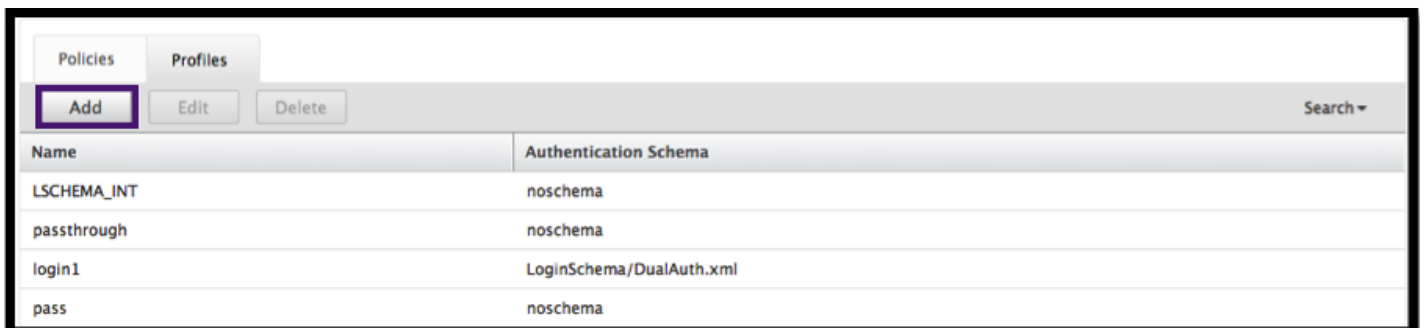 Policies Profiles
Add Edit Delete Search
Name Authentication Schema
LSCHEMA_INT noschema
passthrough noschema
login1 LoginSchema/DualAuth.xml
pass noschema